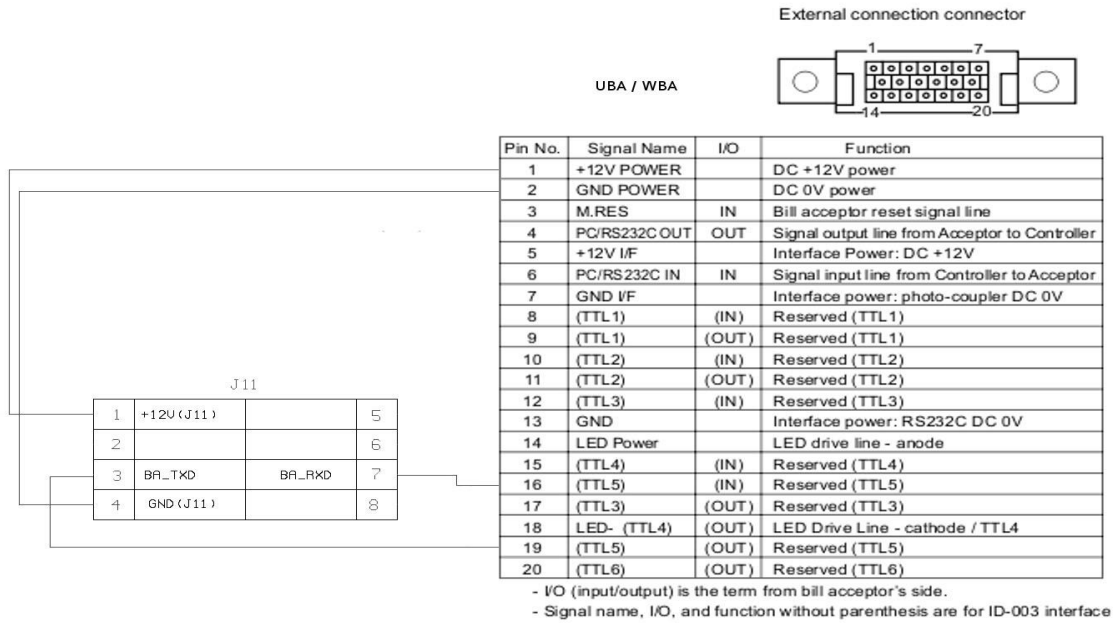 External connection connector
1 7
UBA / WBA
14 20
Pin No. Signal Name I/O Function
1 +12V POWER DC +12V power
2 GND POWER DC 0V power
3 M.RES IN Bill acceptor reset signal line
4 PC/RS232C OUT OUT Signal output line from Acceptor to Controller
5 +12V I/F Interface Power: DC +12V
6 PC/RS232C IN IN Signal input line from Controller to Acceptor
7 GND I/F Interface power: photo-coupler DC 0V
8 (TTL1) (IN) Reserved (TTL1)
9 (TTL1) (OUT) Reserved (TTL1)
10 (TTL2) (IN) Reserved (TTL2)
11 (TTL2) (OUT) Reserved (TTL2)
12 (TTL3) (IN) Reserved (TTL3)
13 GND Interface power: RS232C DC 0V
14 LED Power LED drive line - anode
15 (TTL4) (IN) Reserved (TTL4)
16 (TTL5) (IN) Reserved (TTL5)
17 (TTL3) (OUT) Reserved (TTL3)
18 LED- (TTL4) (OUT) LED Drive Line - cathode / TTL4
19 (TTL5) (OUT) Reserved (TTL5)
20 (TTL6) (OUT) Reserved (TTL6)
- I/O (input/output) is the term from bill acceptor's side.
- Signal name, I/O, and function without parenthesis are for ID-003 interface
J11
1 +12V(J11) 5
2 6
3 BA_TXD BA_RXD 7
4 GND(J11) 8